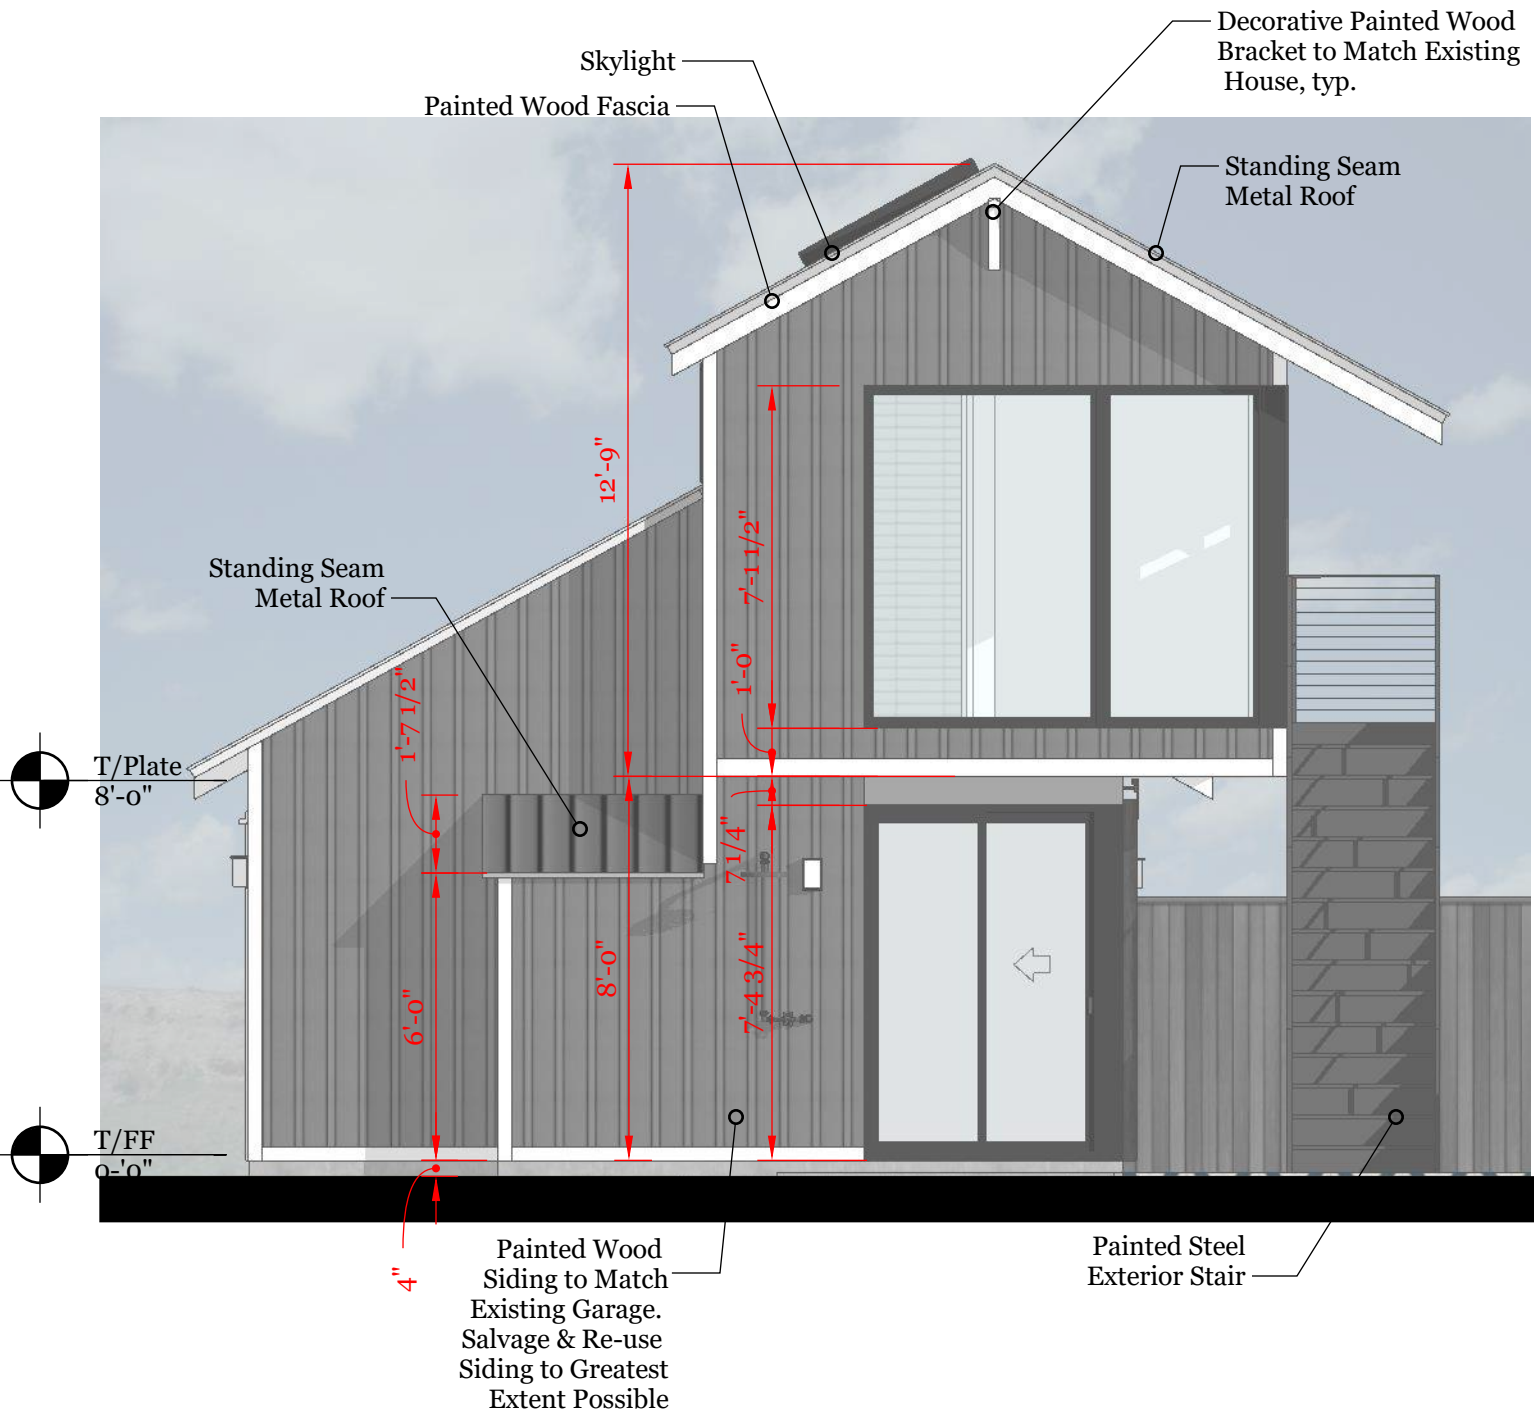 Decorative Painted Wood
Bracket to Match Existing
House, typ.
Skylight
Painted Wood Fascia
Standing Seam
Metal Roof
12'-9"
7'-1 1/2"
Standing Seam
Metal Roof
1'-0"
1'-7 1/2"
T/Plate
8'-0"
7 1/4"
8'-0"
7'-4 3/4"
6'-0"
T/FF
0-'0"
4"
Painted Wood
Siding to Match
Existing Garage.
Salvage & Re-use
Siding to Greatest
Extent Possible
Painted Steel
Exterior Stair